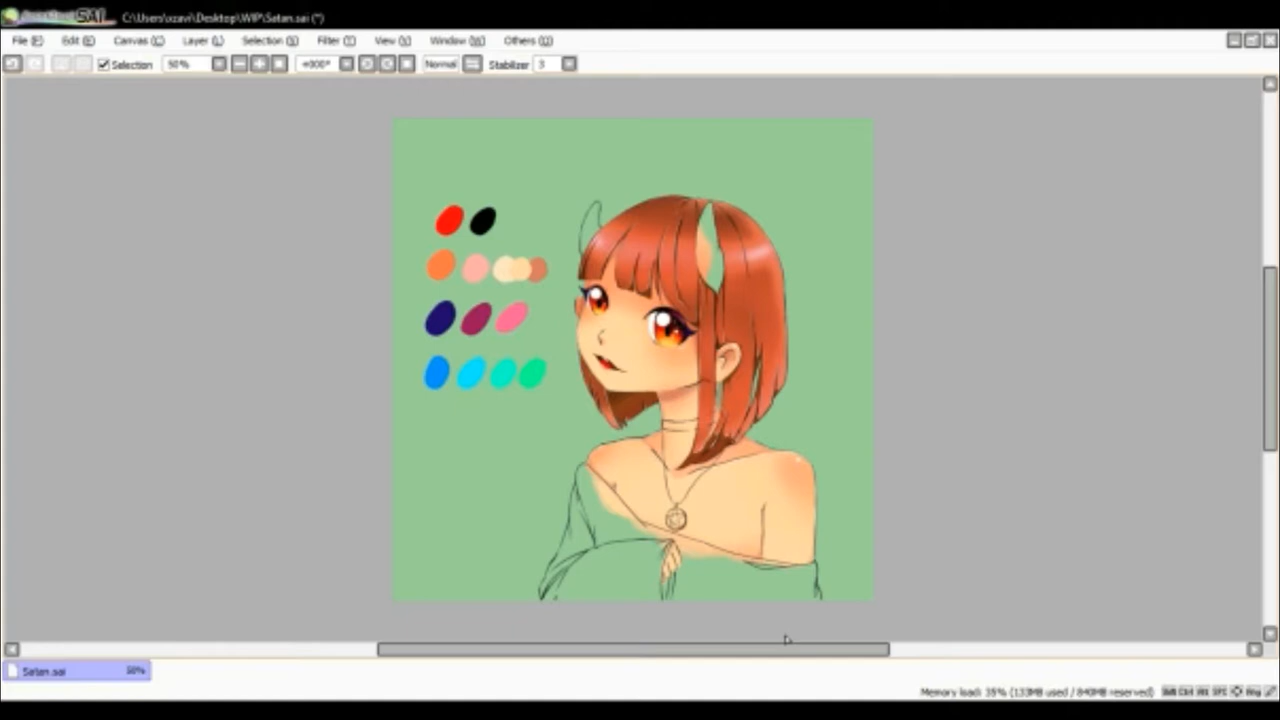 SAI C:\Users\xzavi\Desktop\WIP\Satan.sai (*)
File (F) Edit (E) Canvas (C) Layer (L) Selection (S) Filter (T) View (V) Window (W) Others (O)
Selection 50% +000° Normal Stabilizer 3
Satan.sai 50%
Memory load: 35% (133MB used / 840MB reserved)